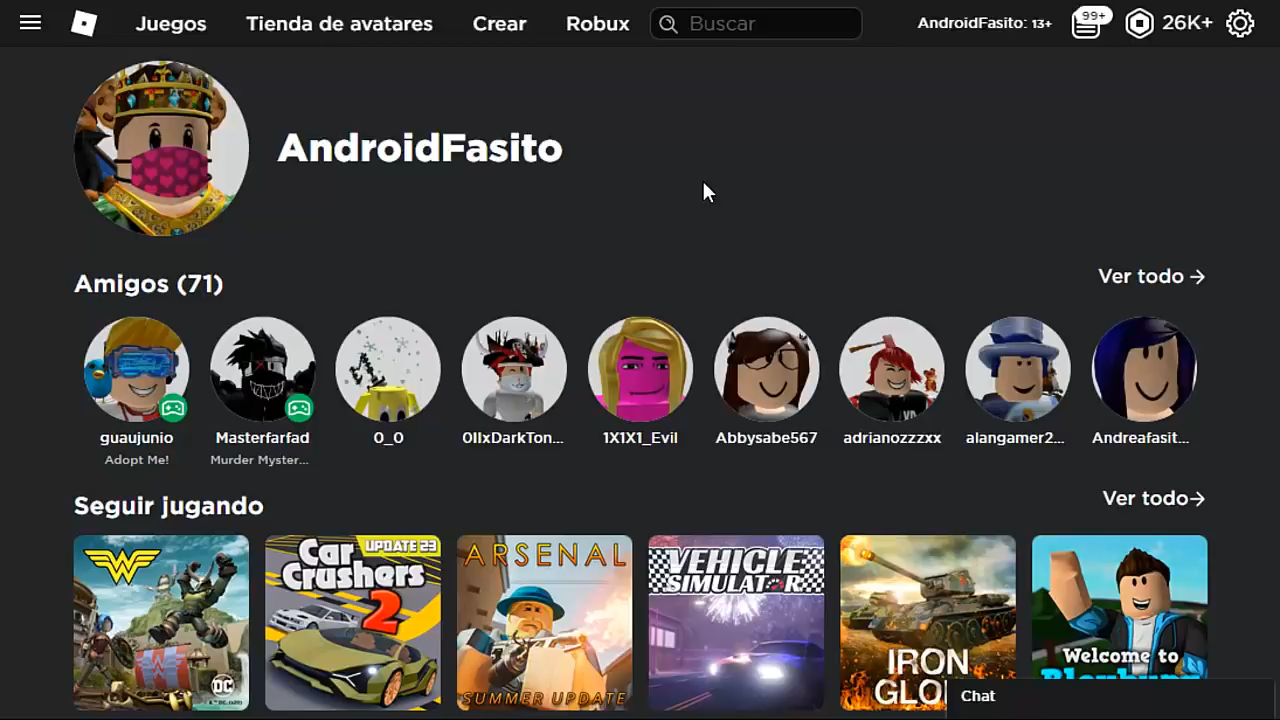 Juegos Tienda de avatares Crear Robux Buscar AndroidFasito: 13+ 99+ 26K+
AndroidFasito
Amigos (71) Ver todo →
guaujunio Masterfarfad 0_0 0IIxDarkTon... 1X1X1_Evil Abbysabe567 adrianozzzxx alangamer2... Andreafasit...
Adopt Me! Murder Myster...
Seguir jugando Ver todo→
W
DC
Car Crushers 2 UPDATE 23
ARSENAL
SUMMER UPDATE
VEHICLE
SIMULATOR
IRON
Welcome to
Chat